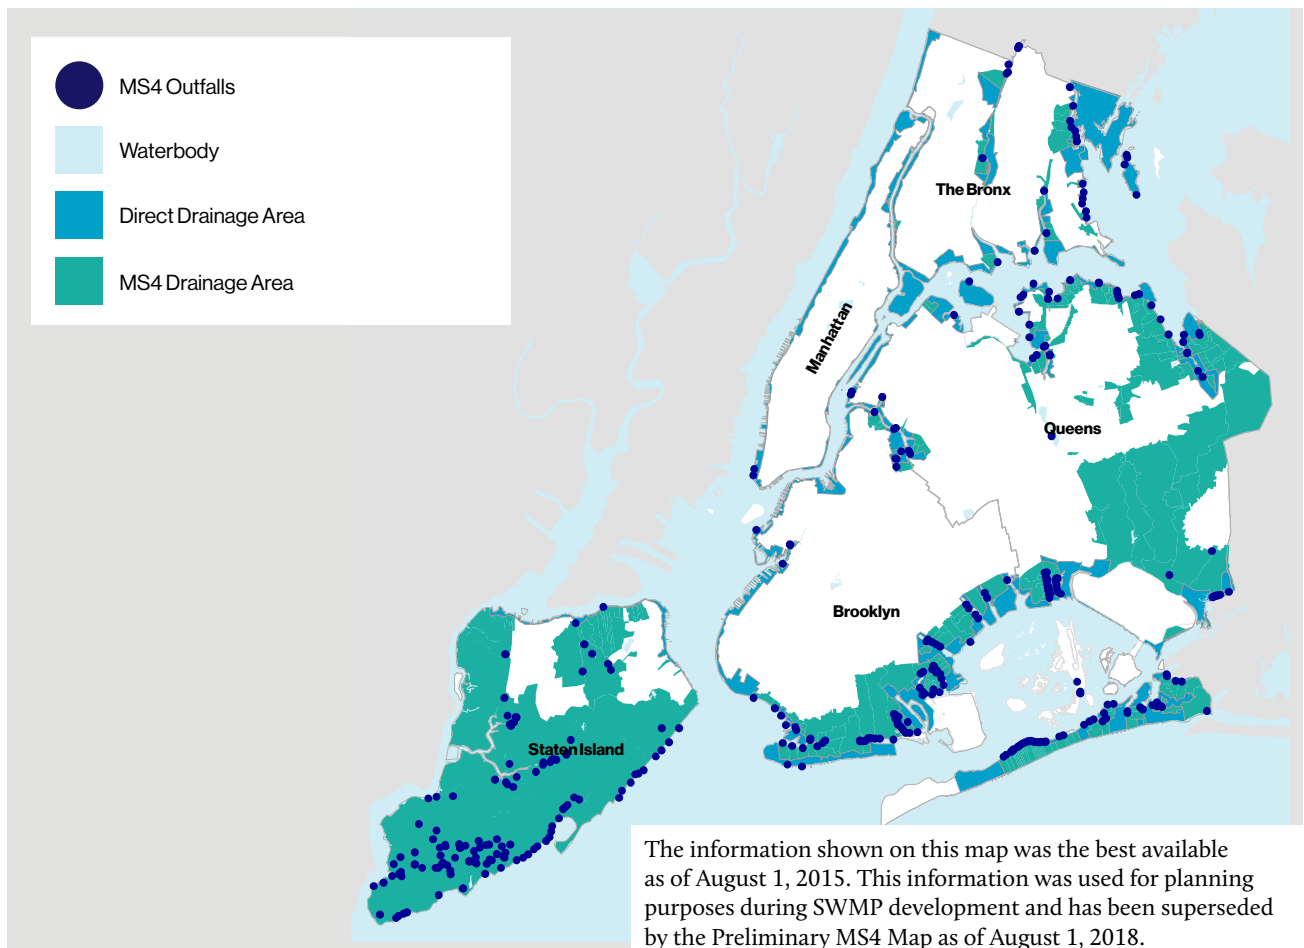 MS4 Outfalls
Waterbody
Direct Drainage Area
MS4 Drainage Area
The Bronx
Manhattan
Queens
Brooklyn
Staten Island
The information shown on this map was the best available
as of August 1, 2015. This information was used for planning
purposes during SWMP development and has been superseded
by the Preliminary MS4 Map as of August 1, 2018.